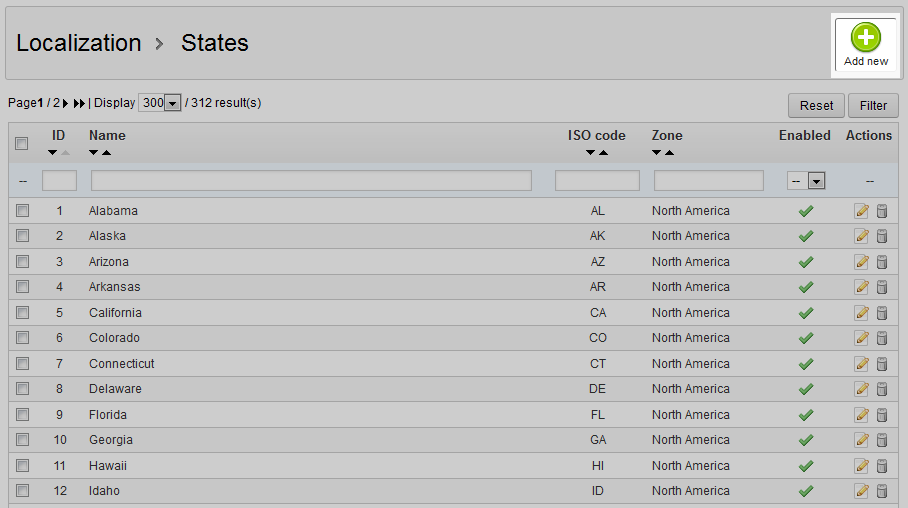 Localization > States
Add new
Page1 / 2 | Display 300 / 312 result(s)
Reset Filter
ID Name ISO code Zone Enabled Actions
-- -- --
1 Alabama AL North America
2 Alaska AK North America
3 Arizona AZ North America
4 Arkansas AR North America
5 California CA North America
6 Colorado CO North America
7 Connecticut CT North America
8 Delaware DE North America
9 Florida FL North America
10 Georgia GA North America
11 Hawaii HI North America
12 Idaho ID North America